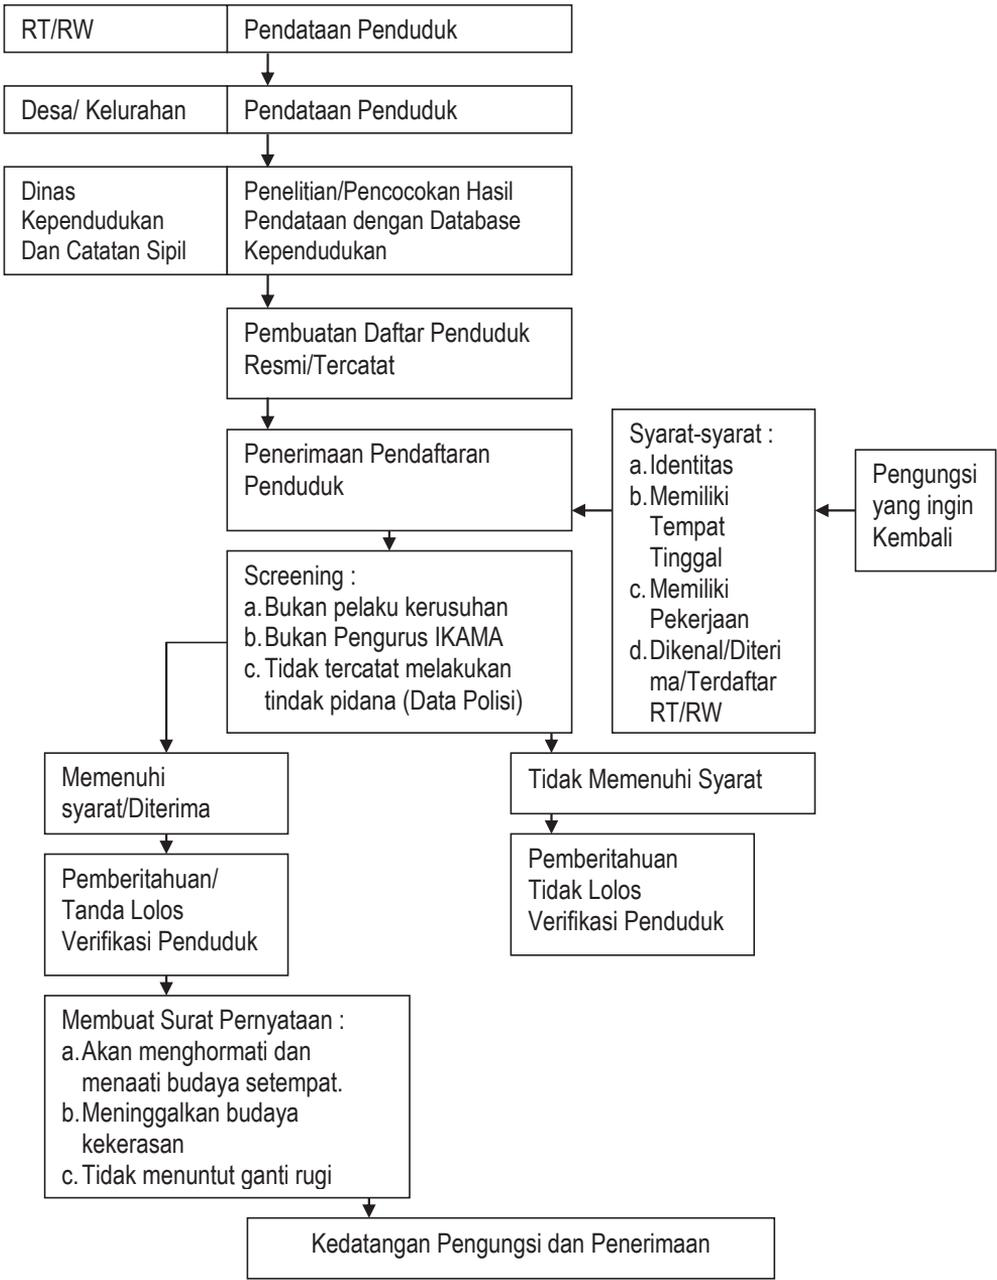 RT/RW
Pendataan Penduduk
Desa/ Kelurahan
Pendataan Penduduk
Dinas
Kependudukan
Dan Catatan Sipil
Penelitian/Pencocokan Hasil
Pendataan dengan Database
Kependudukan
Pembuatan Daftar Penduduk
Resmi/Tercatat
Penerimaan Pendaftaran
Penduduk
Syarat-syarat :
a. Identitas
b. Memiliki
Tempat
Tinggal
c. Memiliki
Pekerjaan
d. Dikenal/Diteri
ma/Terdaftar
RT/RW
Pengungsi
yang ingin
Kembali
Screening :
a. Bukan pelaku kerusuhan
b. Bukan Pengurus IKAMA
c. Tidak tercatat melakukan
tindak pidana (Data Polisi)
Memenuhi
syarat/Diterima
Tidak Memenuhi Syarat
Pemberitahuan/
Tanda Lolos
Verifikasi Penduduk
Pemberitahuan
Tidak Lolos
Verifikasi Penduduk
Membuat Surat Pernyataan :
a. Akan menghormati dan
menaati budaya setempat.
b. Meninggalkan budaya
kekerasan
c. Tidak menuntut ganti rugi
Kedatangan Pengungsi dan Penerimaan